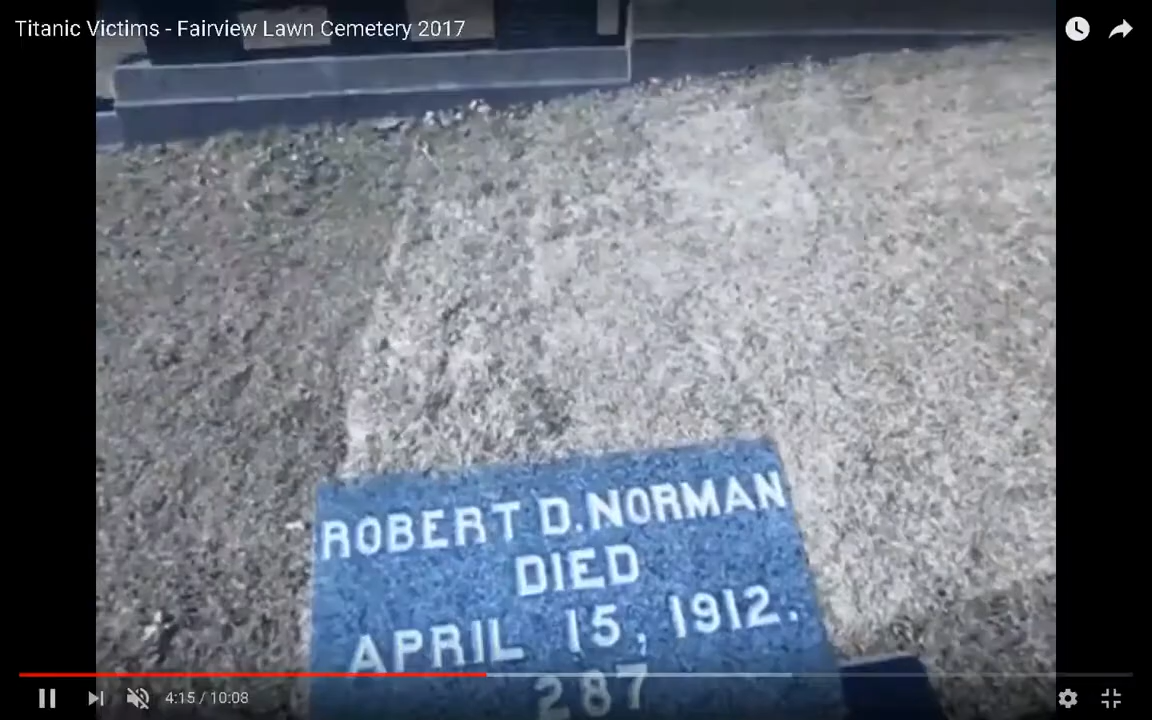 Titanic Victims - Fairview Lawn Cemetery 2017
ROBERT D. NORMAN
DIED
APRIL 15, 1912.
287
4:15 / 10:08